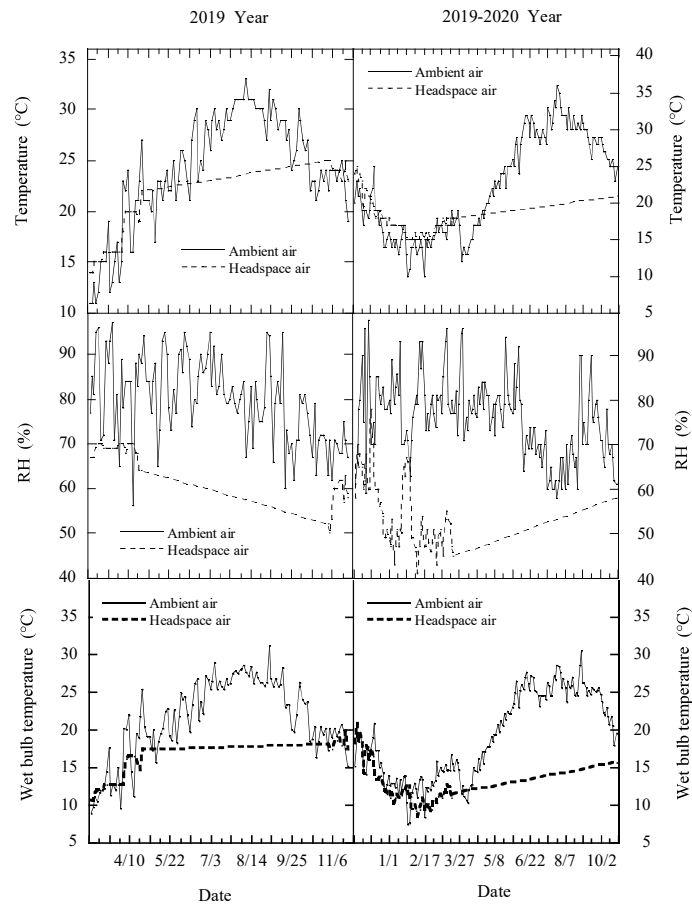 2019 Year
2019-2020 Year
35
30
25
20
15
10
Temperature (°C)
Ambient air
Headspace air
40
35
30
25
20
15
10
5
Temperature (°C)
Ambient air
Headspace air
90
80
70
60
50
40
RH (%)
Ambient air
Headspace air
90
80
70
60
50
40
RH (%)
Ambient air
Headspace air
35
30
25
20
15
10
5
Wet bulb temperature (°C)
Ambient air
Headspace air
35
30
25
20
15
10
5
Wet bulb temperature (°C)
4/10 5/22 7/3 8/14 9/25 11/6
1/1 2/17 3/27 5/8 6/22 8/7 10/2
Date
Date